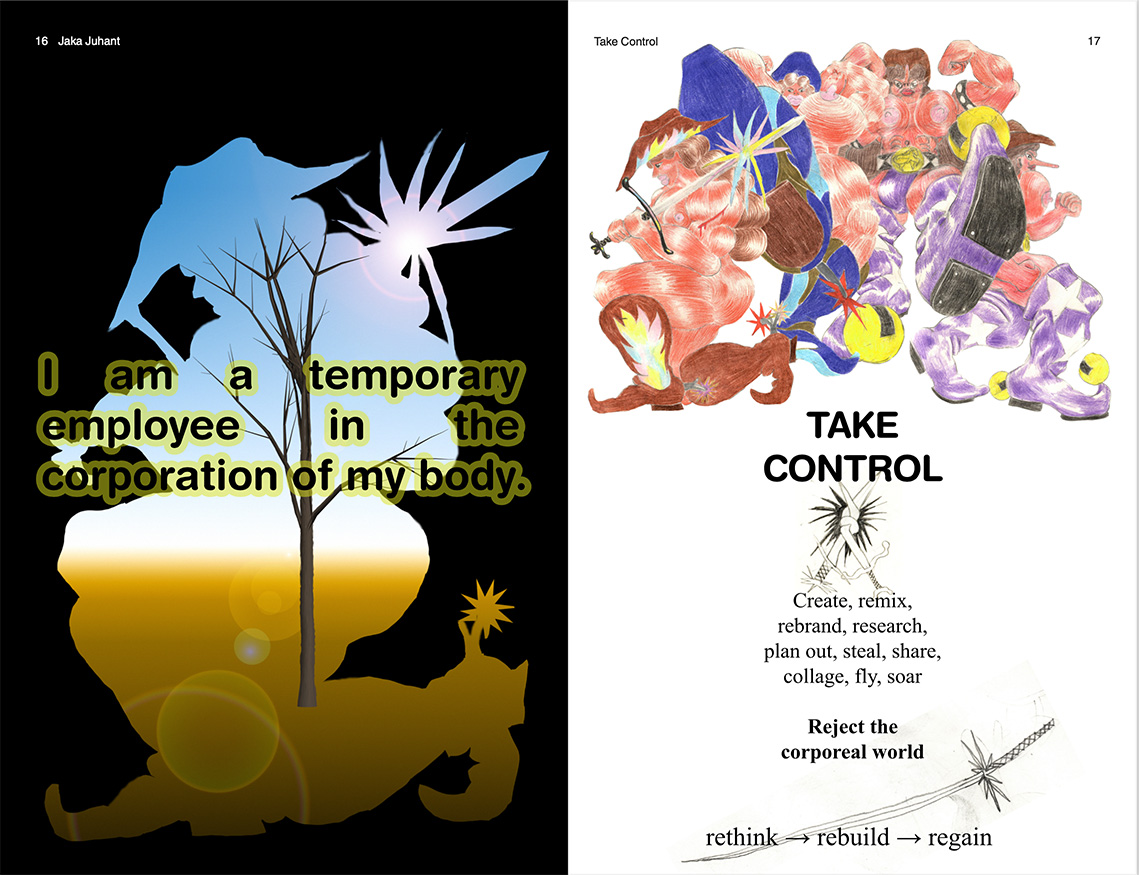 16 Jaka Juhant
I am a temporary
employee in the
corporation of my body.
Take Control
17
TAKE
CONTROL
Create, remix,
rebrand, research,
plan out, steal, share,
collage, fly, soar
Reject the
corporeal world
rethink → rebuild → regain